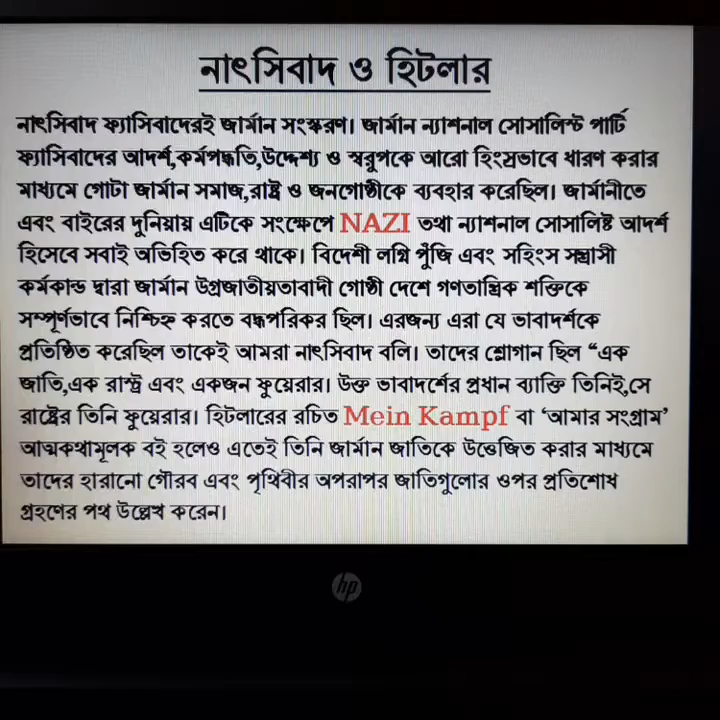 নাৎসিবাদ ও হিটলার
নাৎসিবাদ ফ্যাসিবাদেরই জার্মান সংস্করণ। জার্মান ন্যাশনাল সোসালিস্ট পার্টি
ফ্যাসিবাদের আদর্শ,কর্মপদ্ধতি,উদ্দেশ্য ও স্বরুপকে আরো হিংস্রভাবে ধারণ করার
মাধ্যমে গোটা জার্মান সমাজ,রাষ্ট্র ও জনগোষ্ঠীকে ব্যবহার করেছিল। জার্মানীতে
এবং বাইরের দুনিয়ায় এটিকে সংক্ষেপে NAZI তথা ন্যাশনাল সোসালিষ্ট আদর্শ
হিসেবে সবাই অভিহিত করে থাকে। বিদেশী লগ্নি পুঁজি এবং সহিংস সন্ত্রাসী
কর্মকান্ড দ্বারা জার্মান উগ্রজাতীয়তাবাদী গোষ্ঠী দেশে গণতান্ত্রিক শক্তিকে
সম্পূর্ণভাবে নিশ্চিহ্ন করতে বদ্ধপরিকর ছিল। এরজন্য এরা যে ভাবাদর্শকে
প্রতিষ্ঠিত করেছিল তাকেই আমরা নাৎসিবাদ বলি। তাদের শ্লোগান ছিল “এক
জাতি,এক রাস্ট্র এবং একজন ফুয়েরার। উক্ত ভাবাদর্শের প্রধান ব্যাক্তি তিনিই,সে
রাষ্ট্রের তিনি ফুয়েরার। হিটলারের রচিত Mein Kampf বা ‘আমার সংগ্রাম’
আত্মকথামূলক বই হলেও এতেই তিনি জার্মান জাতিকে উত্তেজিত করার মাধ্যমে
তাদের হারানো গৌরব এবং পৃথিবীর অপরাপর জাতিগুলোর ওপর প্রতিশোধ
গ্রহণের পথ উল্লেখ করেন।
hp